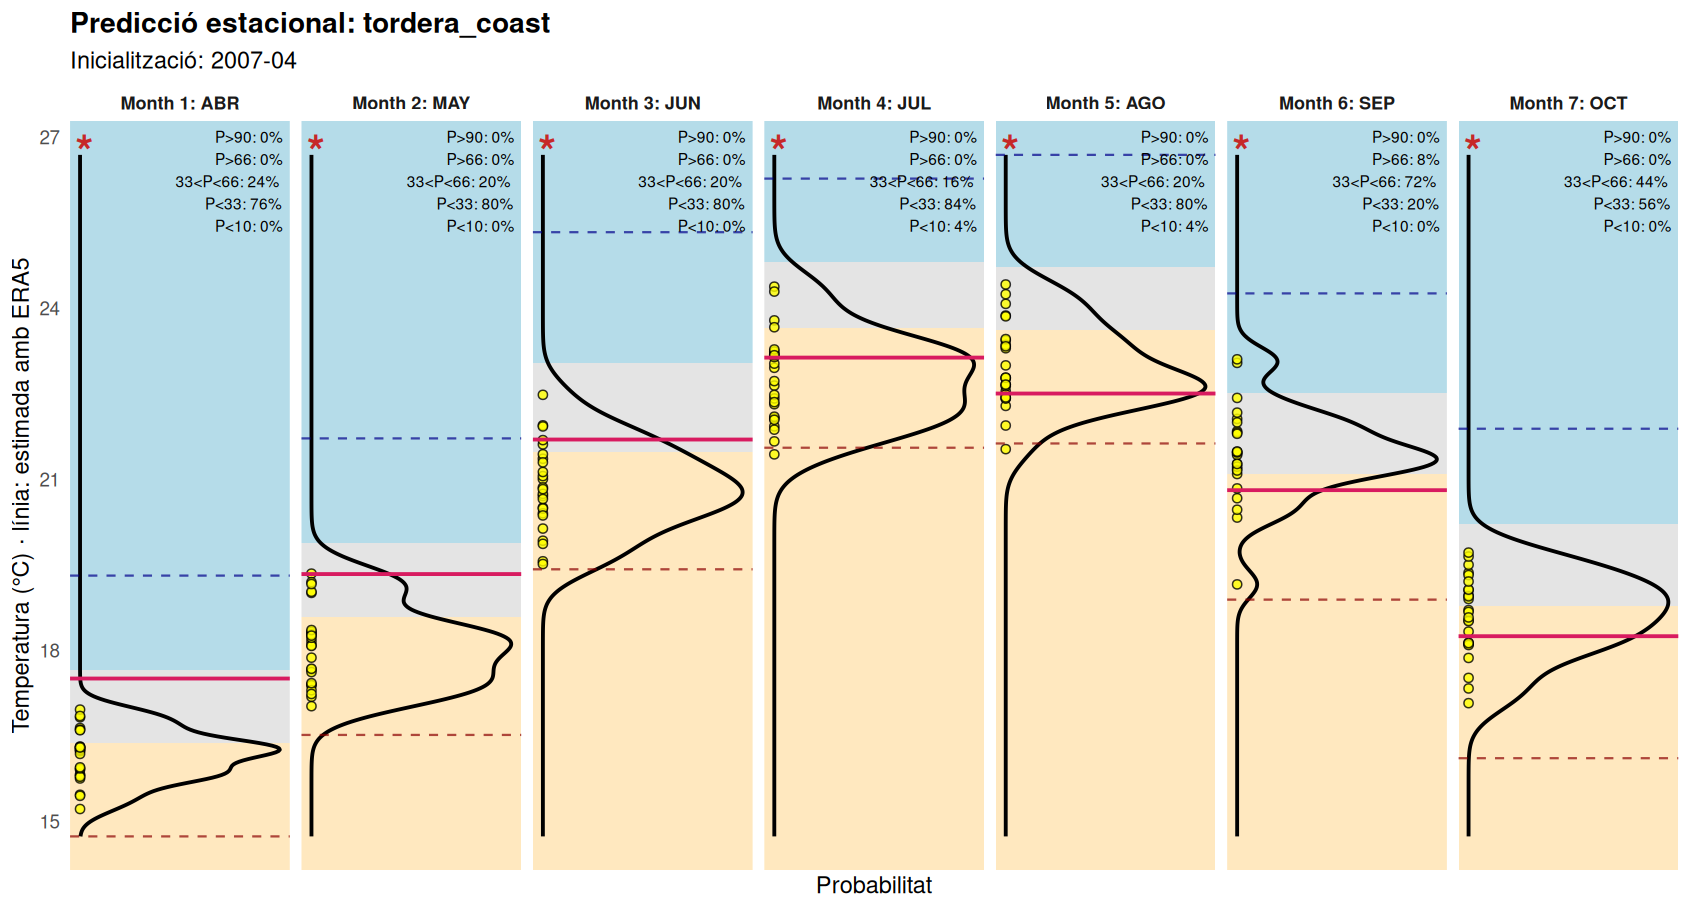 Predicció estacional: tordera_coast
Inicialització: 2007-04
Month 1: ABR
Month 2: MAY
Month 3: JUN
Month 4: JUL
Month 5: AGO
Month 6: SEP
Month 7: OCT
P>90: 0%
P>66: 0%
33<P<66: 24%
P<33: 76%
P<10: 0%
P>90: 0%
P>66: 0%
33<P<66: 20%
P<33: 80%
P<10: 0%
P>90: 0%
P>66: 0%
33<P<66: 20%
P<33: 80%
P<10: 0%
P>90: 0%
P>66: 0%
33<P<66: 16%
P<33: 84%
P<10: 4%
P>90: 0%
P>66: 0%
33<P<66: 20%
P<33: 80%
P<10: 4%
P>90: 0%
P>66: 8%
33<P<66: 72%
P<33: 20%
P<10: 0%
P>90: 0%
P>66: 0%
33<P<66: 44%
P<33: 56%
P<10: 0%
27
24
21
18
15
Temperatura (°C) · línia: estimada amb ERA5
Probabilitat